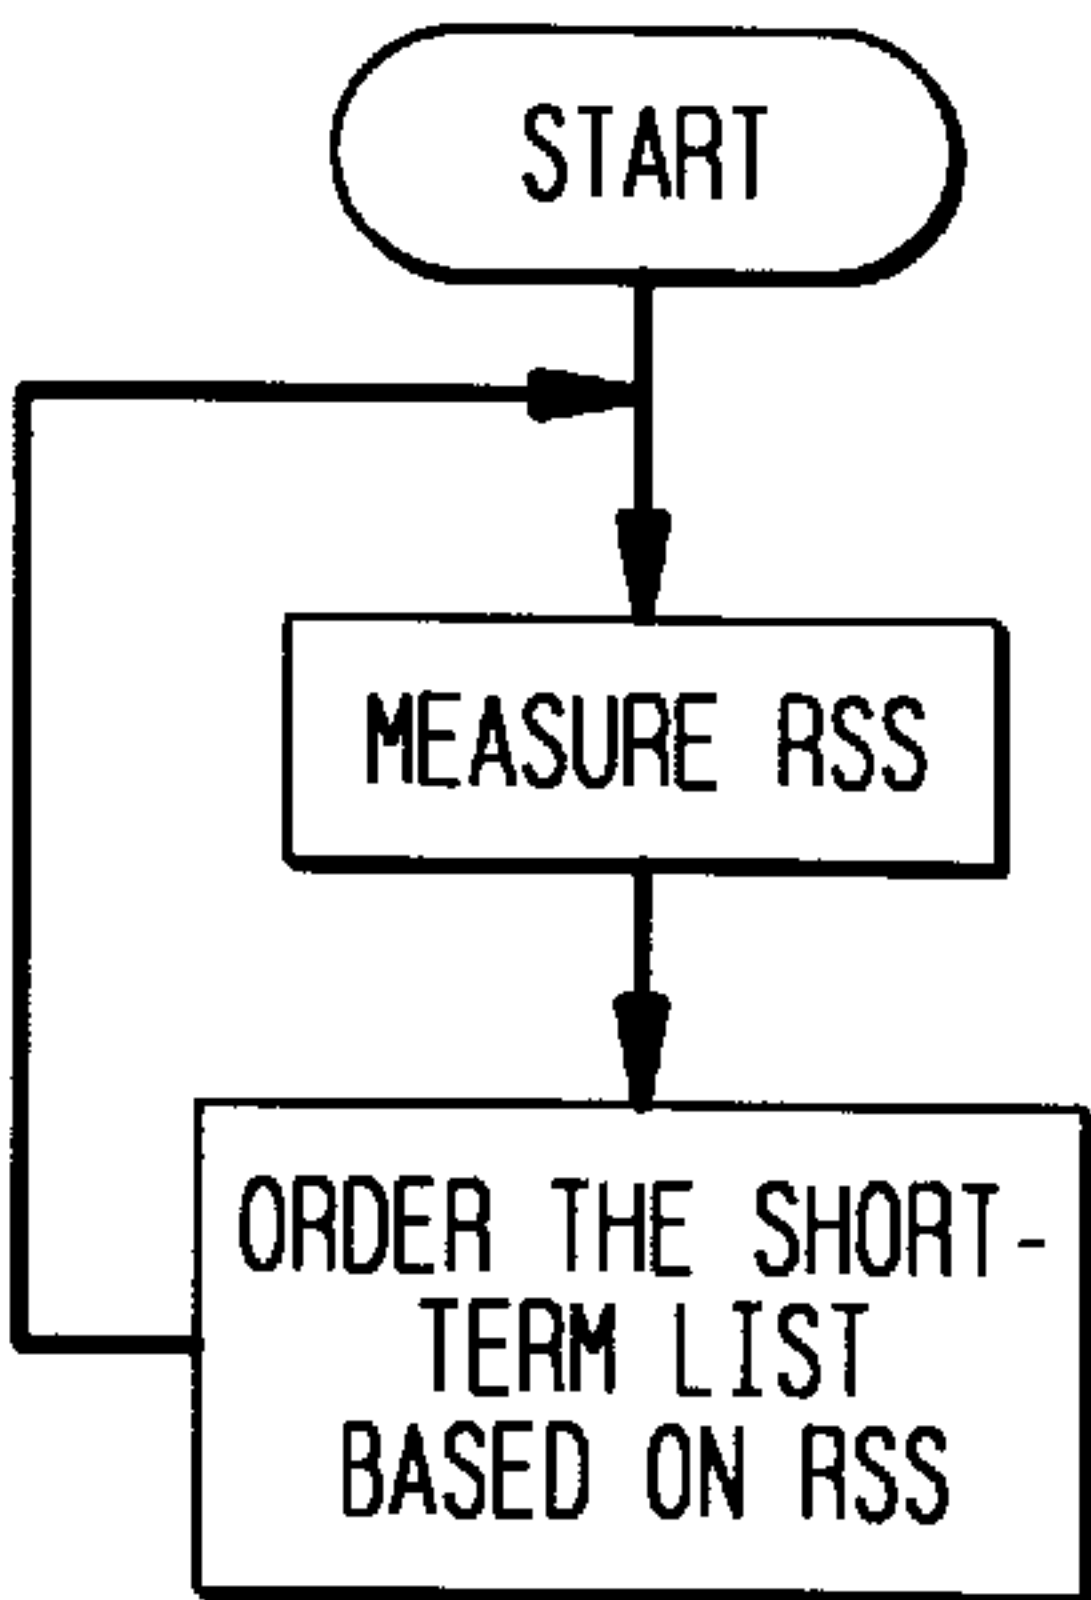 START
MEASURE RSS
ORDER THE SHORT-
TERM LIST
BASED ON RSS